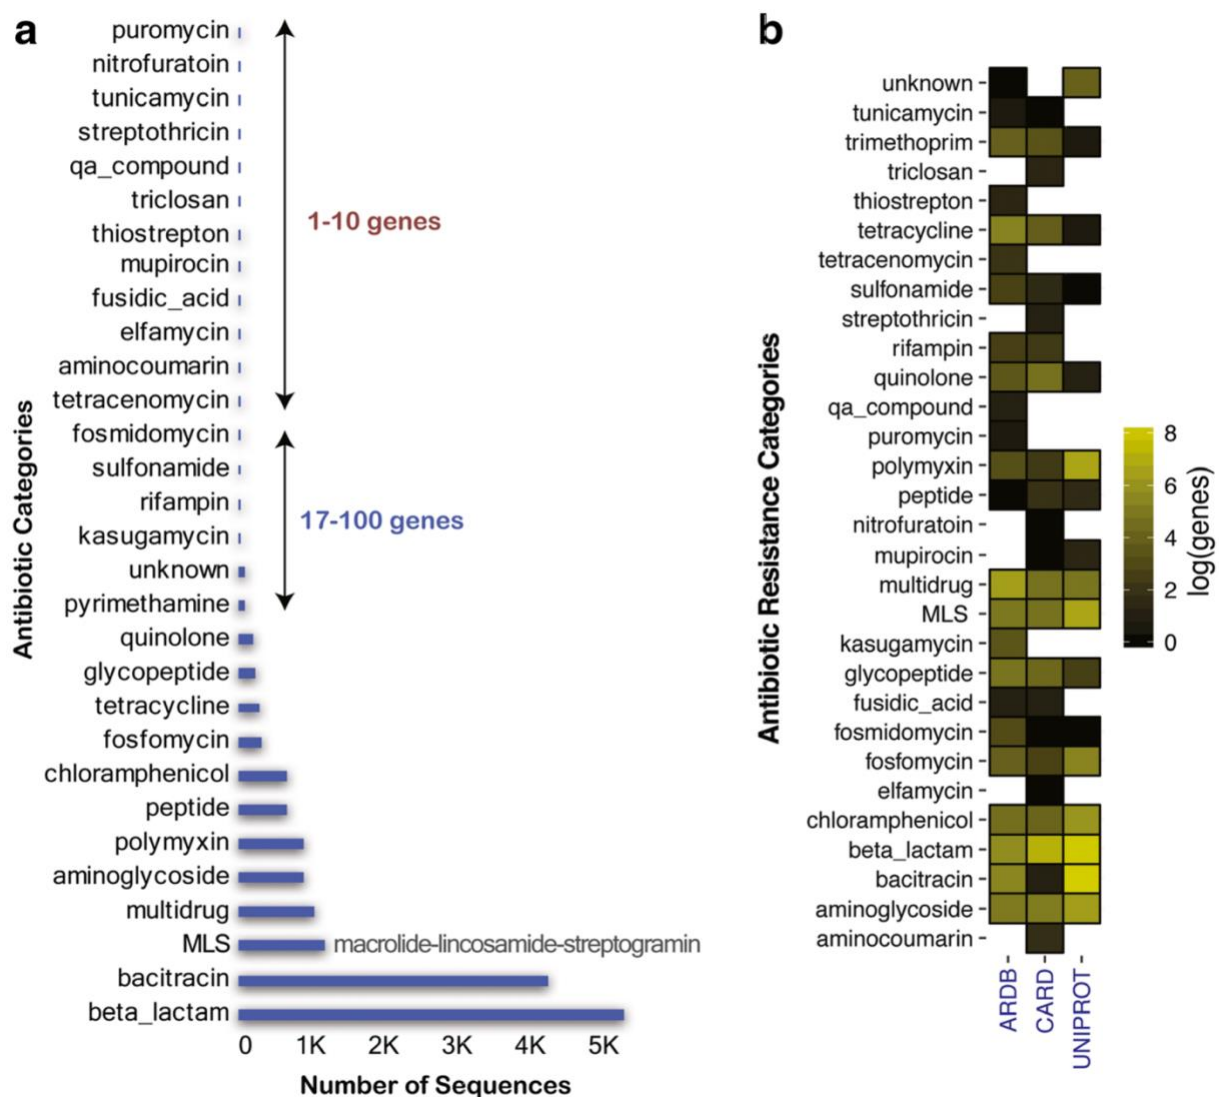 a
puromycin
nitrofuratoin
tunicamycin
streptothricin
qa_compound
triclosan
thiostrepton
mupirocin
fusidic_acid
elfamycin
aminocoumarin
tetracenomycin
fosmidomycin
sulfonamide
rifampin
kasugamycin
unknown
pyrimethamine
quinolone
glycopeptide
tetracycline
fosfomycin
chloramphenicol
peptide
polymyxin
aminoglycoside
multidrug
MLS macrolide-lincosamide-streptogramin
bacitracin
beta_lactam
1-10 genes
17-100 genes
Antibiotic Categories
0 1K 2K 3K 4K 5K
Number of Sequences
b
unknown
tunicamycin
trimethoprim
triclosan
thiostrepton
tetracycline
tetracenomycin
sulfonamide
streptothricin
rifampin
quinolone
qa_compound
puromycin
polymyxin
peptide
nitrofuratoin
mupirocin
multidrug
MLS
kasugamycin
glycopeptide
fusidic_acid
fosmidomycin
fosfomycin
elfamycin
chloramphenicol
beta_lactam
bacitracin
aminoglycoside
aminocoumarin
Antibiotic Resistance Categories
ARDB
CARD
UNIPROT
8
6
4
2
0
log(genes)